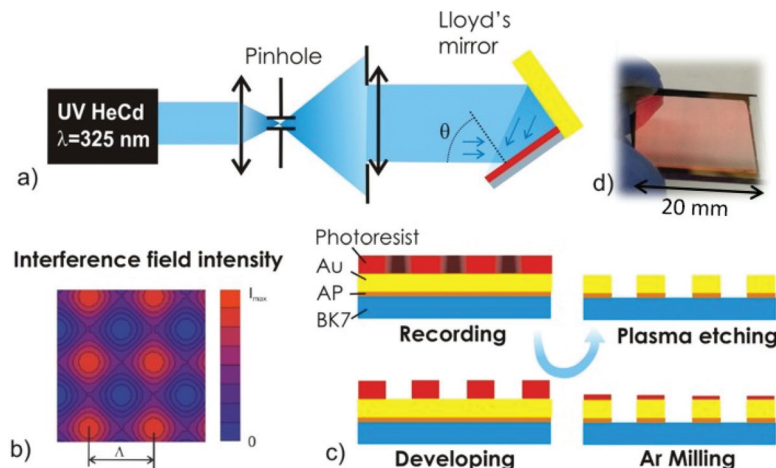 Lloyd's
mirror
Pinhole
UV HeCd
λ=325 nm
θ
a)
d)
20 mm
Interference field intensity
Imax
0
Λ
b)
Photoresist
Au
AP
BK7
Recording
Plasma etching
c)
Developing
Ar Milling